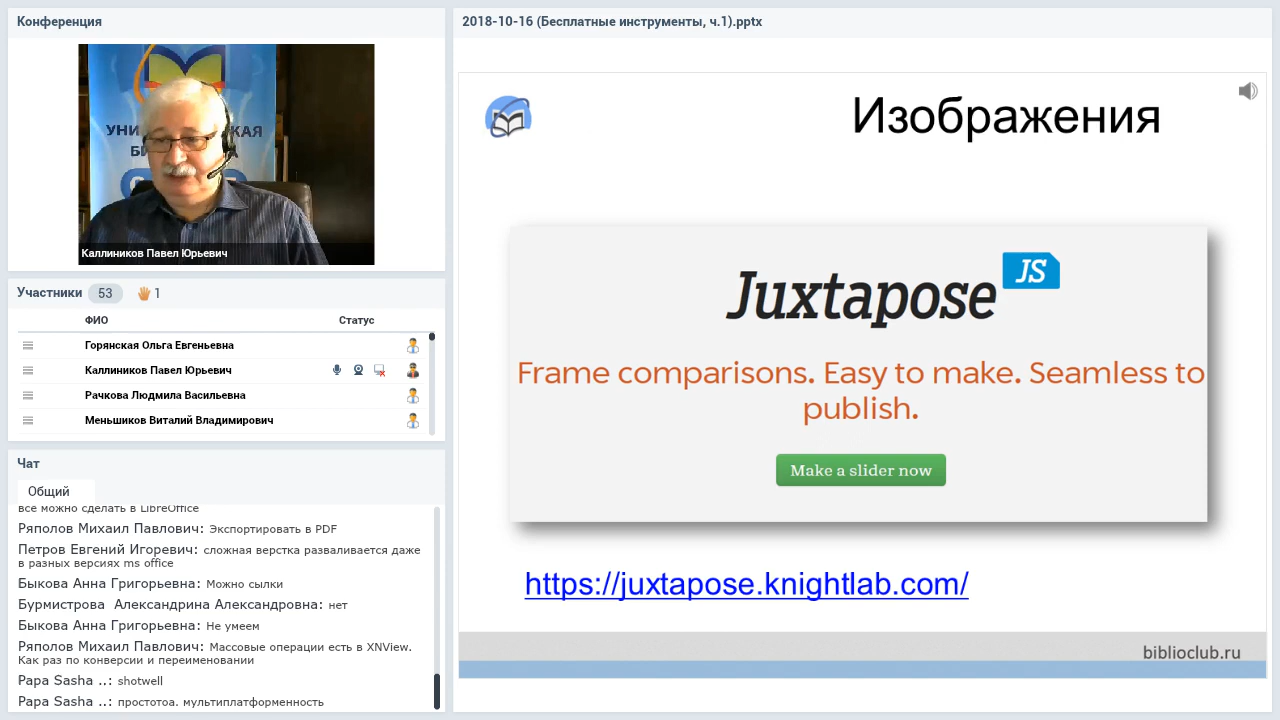 Конференция
Каллиников Павел Юрьевич
Участники 53 1
ФИО Статус
Горянская Ольга Евгеньевна
Каллиников Павел Юрьевич
Рачкова Людмила Васильевна
Меньшиков Виталий Владимирович
Чат
Общий
все можно сделать в LibreOffice
Ряполов Михаил Павлович: Экспортировать в PDF
Петров Евгений Игоревич: сложная верстка разваливается даже
в разных версиях ms office
Быкова Анна Григорьевна: Можно сылки
Бурмистрова Александрина Александровна: нет
Быкова Анна Григорьевна: Не умеем
Ряполов Михаил Павлович: Массовые операции есть в XNView.
Как раз по конверсии и переименовании
Papa Sasha ..: shotwell
Papa Sasha ..: простотоа. мультиплатформенность
2018-10-16 (Бесплатные инструменты, ч.1).pptx
Изображения
Juxtapose JS
Frame comparisons. Easy to make. Seamless to
publish.
Make a slider now
https://juxtapose.knightlab.com/
biblioclub.ru